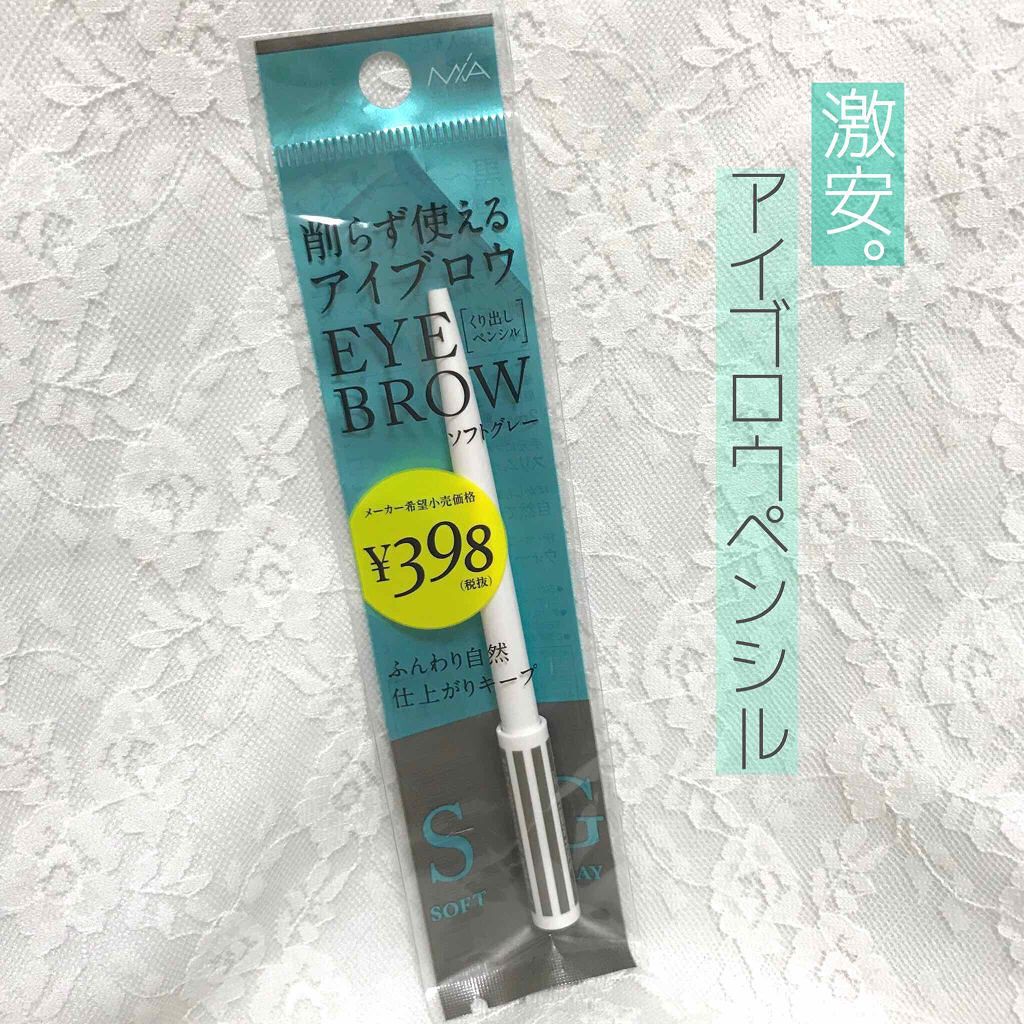 MiA
削らず使える
アイブロウ
EYE
[くり出し
ペンシル]
BROW
ソフトグレー
メーカー希望小売価格
¥398
(税抜)
ふんわり自然
仕上がりキープ
S G
SOFT AY
激安。
アイブロウペンシル